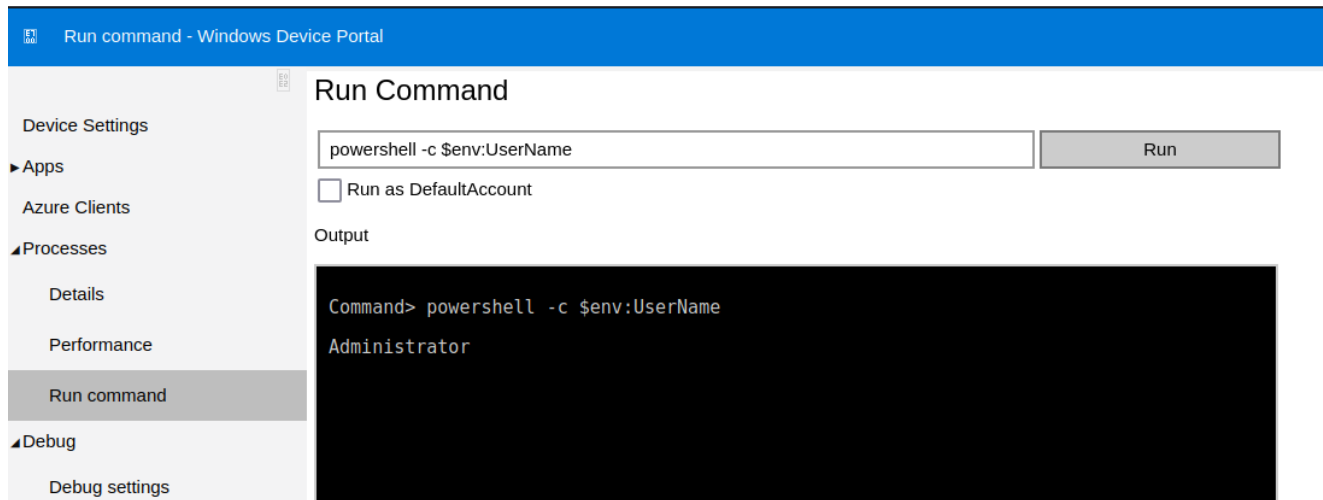 Run command - Windows Device Portal
Run Command
Device Settings
powershell -c $env:UserName
Run
Apps
Run as DefaultAccount
Azure Clients
Output
Processes
Details
Command> powershell -c $env:UserName
Performance
Administrator
Run command
Debug
Debug settings